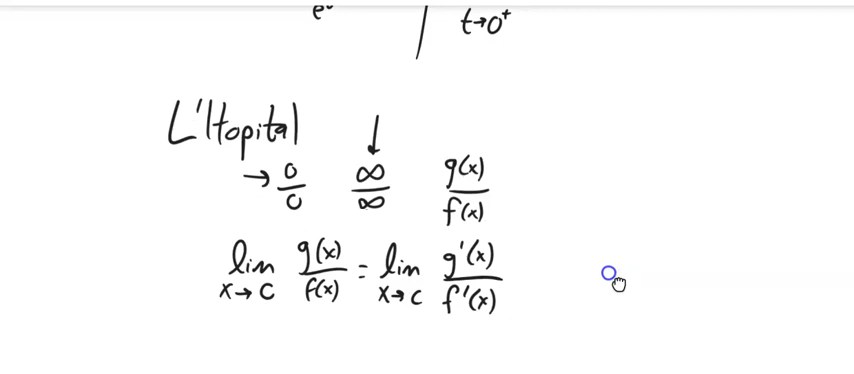 t→0⁺
L'Hopital ↓
→ 0/0 ∞/∞ g(x)/f(x)
lim x→c g(x)/f(x) = lim x→c g'(x)/f'(x)